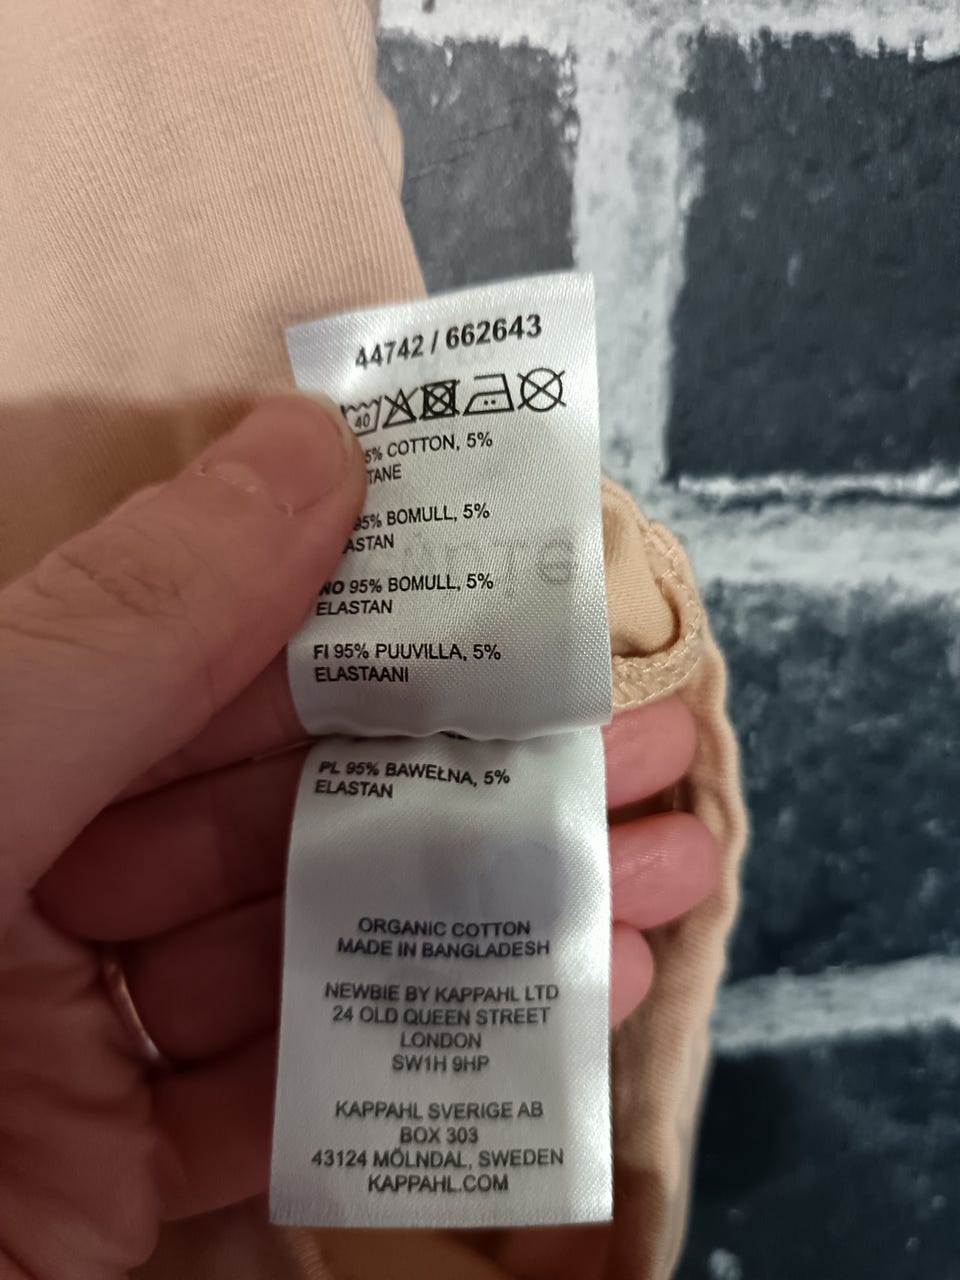 44742 / 662643
40
5% COTTON, 5%
TANE
95% BOMULL, 5%
ASTAN
NO 95% BOMULL, 5%
ELASTAN
FI 95% PUUVILLA, 5%
ELASTAANI
PL 95% BAWEŁNA, 5%
ELASTAN
ORGANIC COTTON
MADE IN BANGLADESH
NEWBIE BY KAPPAHL LTD
24 OLD QUEEN STREET
LONDON
SW1H 9HP
KAPPAHL SVERIGE AB
BOX 303
43124 MÖLNDAL, SWEDEN
KAPPAHL.COM